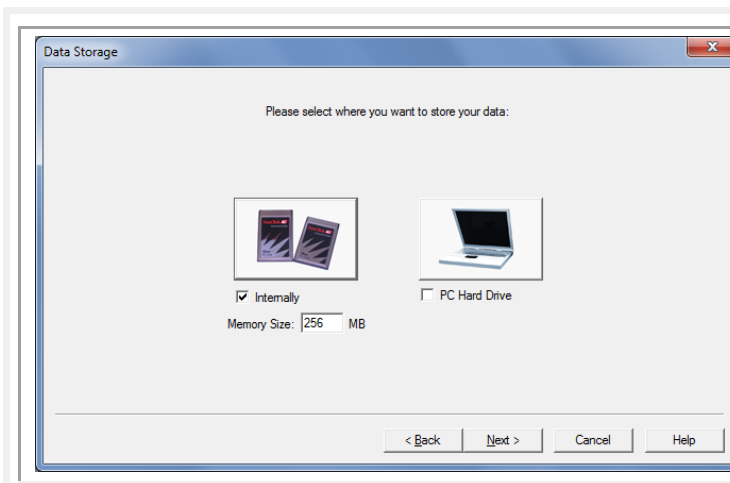 Data Storage
Please select where you want to store your data:
Internally
PC Hard Drive
Memory Size: 256 MB
< Back Next > Cancel Help